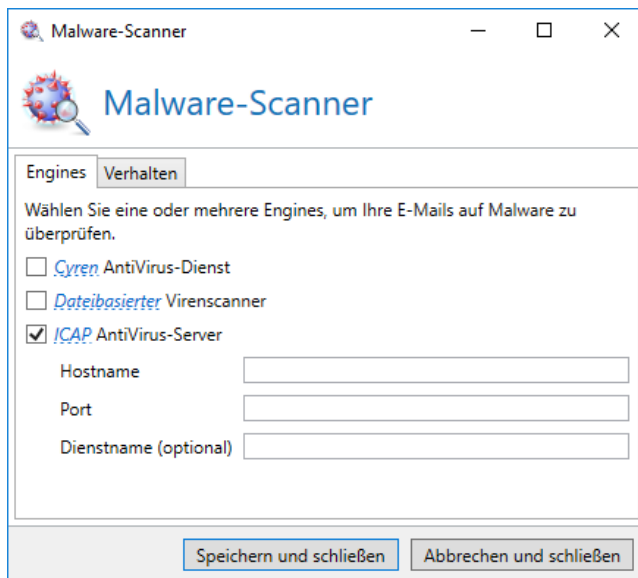 Malware-Scanner
Malware-Scanner
Engines Verhalten
Wählen Sie eine oder mehrere Engines, um Ihre E-Mails auf Malware zu
überprüfen.
Cyren AntiVirus-Dienst
Dateibasierter Virenscanner
ICAP AntiVirus-Server
Hostname
Port
Dienstname (optional)
Speichern und schließen Abbrechen und schließen